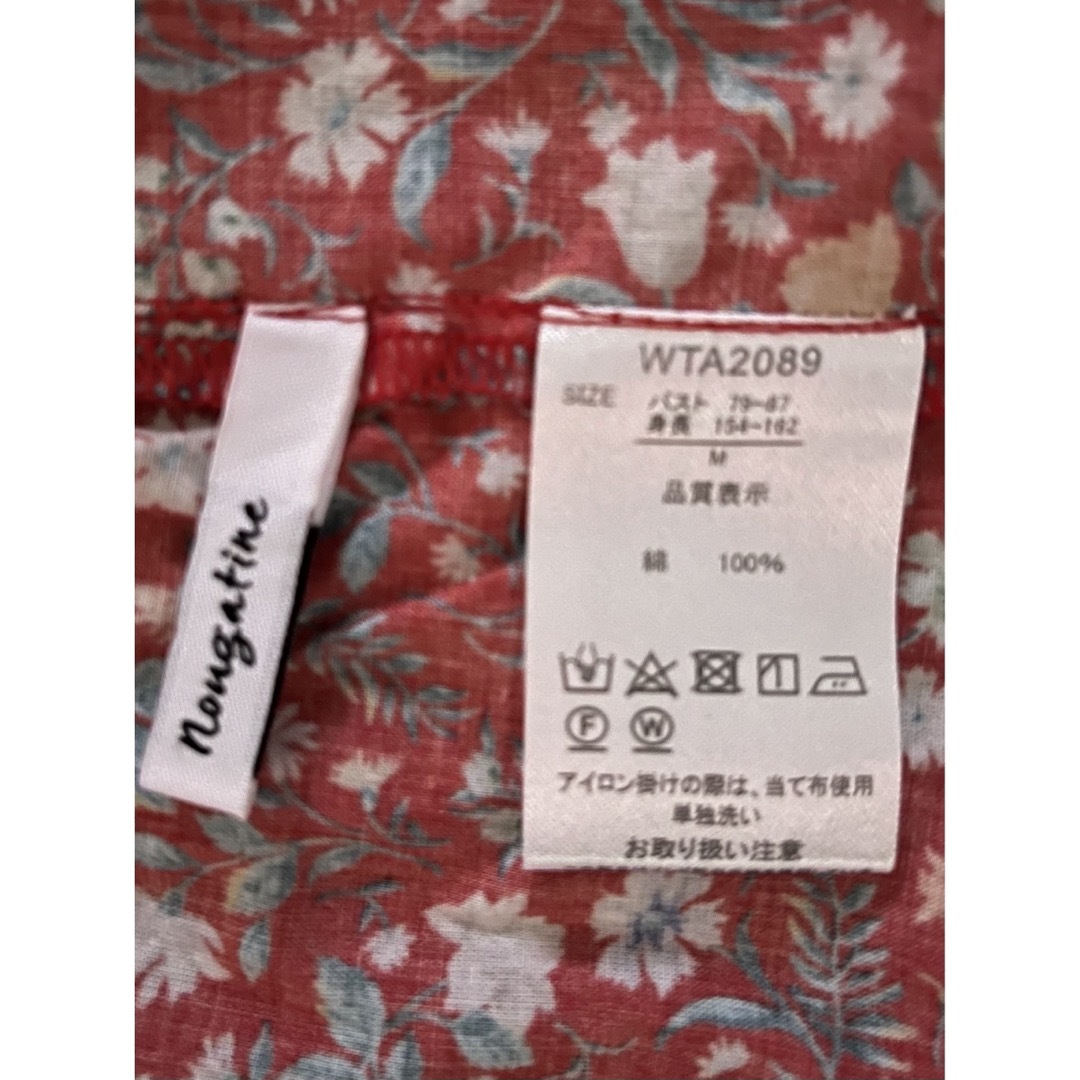 nougatine
WTA2089
SIZE
バスト 79-87
身長 154-162
M
品質表示
綿 100%
F W
アイロン掛けの際は、当て布使用
単独洗い
お取り扱い注意